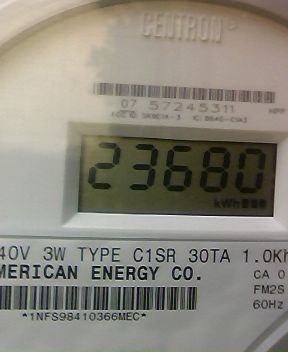 CENTRON
07 57245311
23680
kWh
40V 3W TYPE C1SR 30TA 1.0Kh
MERICAN ENERGY CO.
CA 0
FM2S
60Hz
*1NFS98410366MEC*